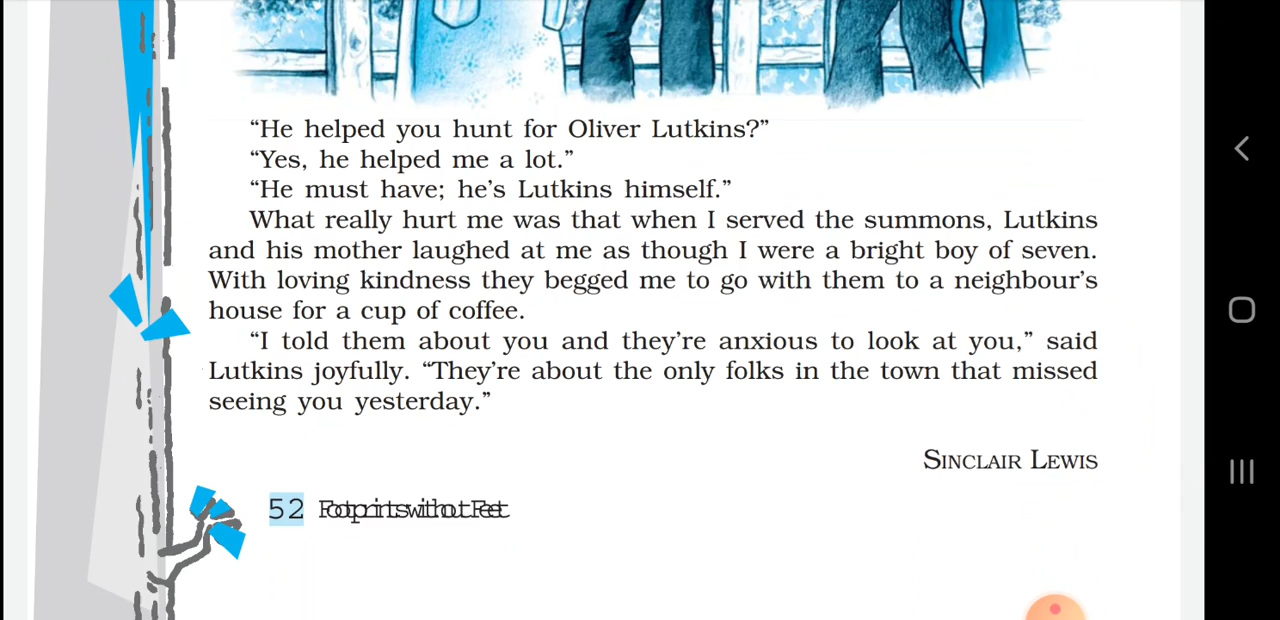 “He helped you hunt for Oliver Lutkins?”
“Yes, he helped me a lot.”
“He must have; he’s Lutkins himself.”
What really hurt me was that when I served the summons, Lutkins
and his mother laughed at me as though I were a bright boy of seven.
With loving kindness they begged me to go with them to a neighbour’s
house for a cup of coffee.
“I told them about you and they’re anxious to look at you,” said
Lutkins joyfully. “They’re about the only folks in the town that missed
seeing you yesterday.”
SINCLAIR LEWIS
52 Footprints without Feet